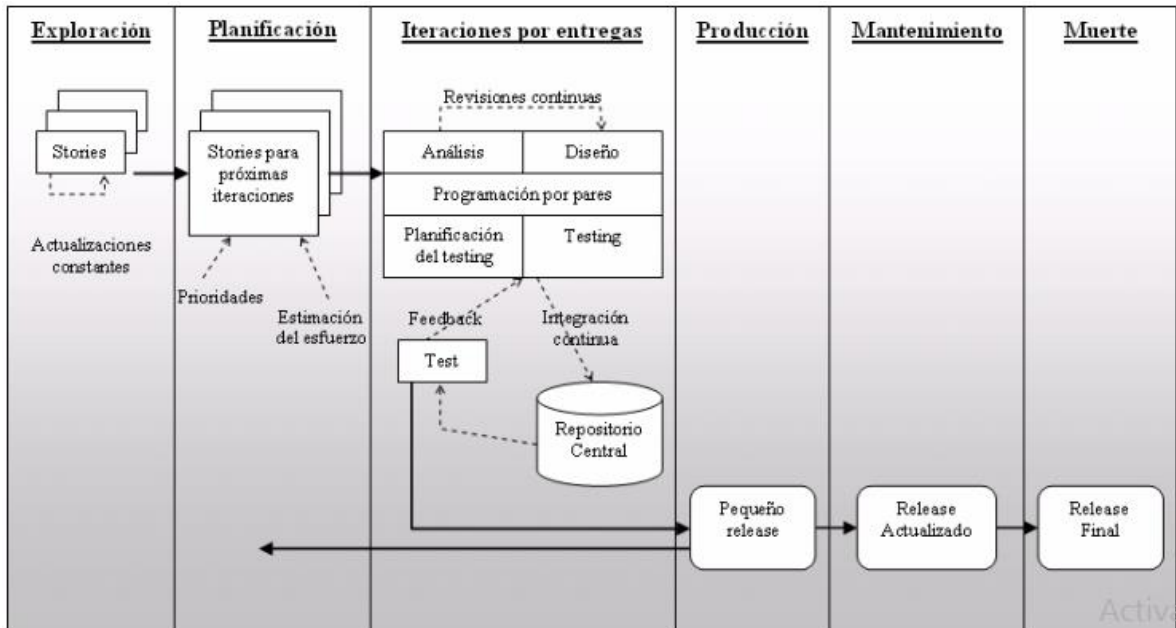 Exploración
Planificación
Iteraciones por entregas
Producción
Mantenimiento
Muerte
Stories
Actualizaciones
constantes
Stories para
próximas
iteraciones
Prioridades
Estimación
del esfuerzo
Revisiones continuas
Análisis
Diseño
Programación por pares
Planificación
del testing
Testing
Feedback
Integración
continua
Test
Repositorio
Central
Pequeño
release
Release
Actualizado
Release
Final
Activa